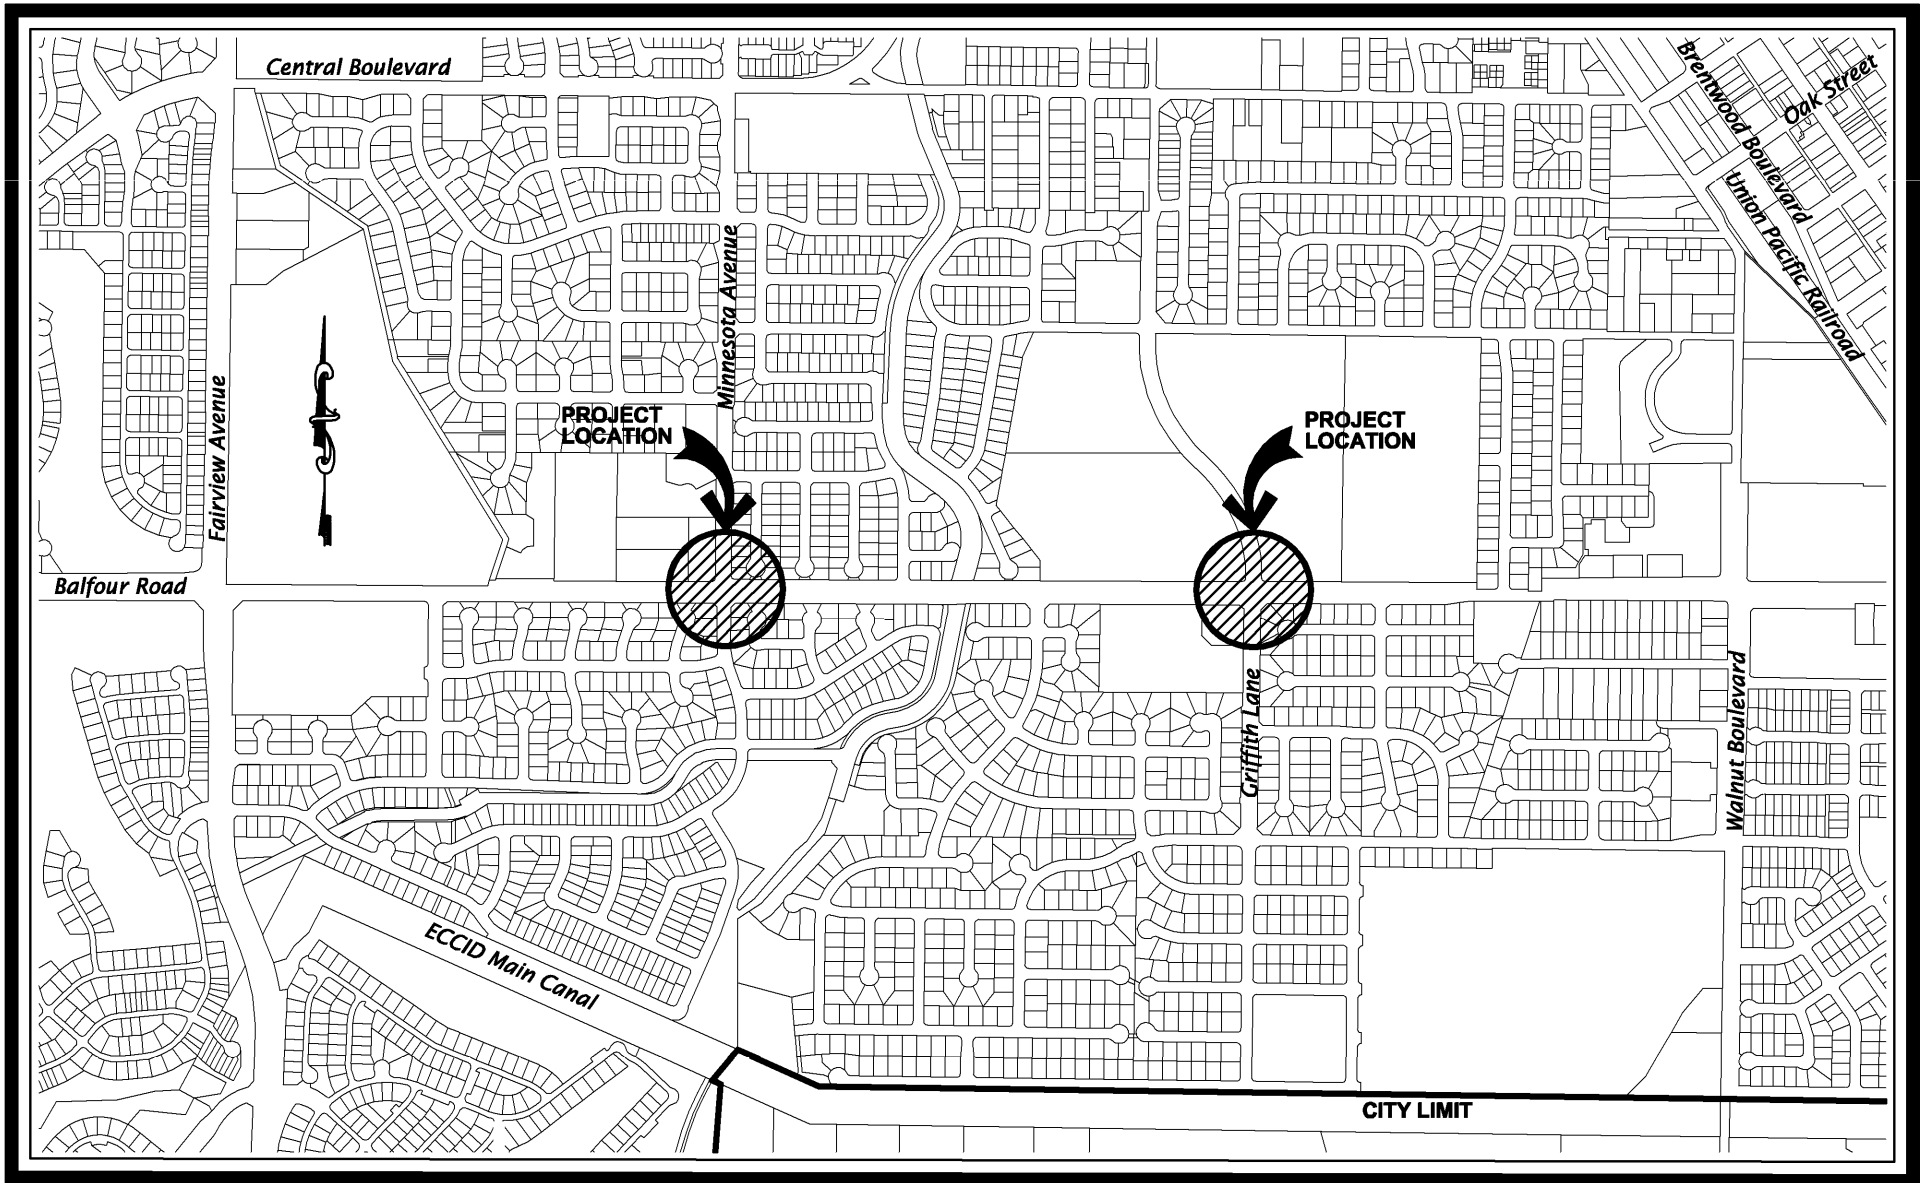 Central Boulevard
Brentwood Boulevard
Oak Street
Union Pacific Railroad
Minnesota Avenue
Fairview Avenue
PROJECT
LOCATION
PROJECT
LOCATION
Balfour Road
Griffith Lane
Walnut Boulevard
ECCID Main Canal
CITY LIMIT